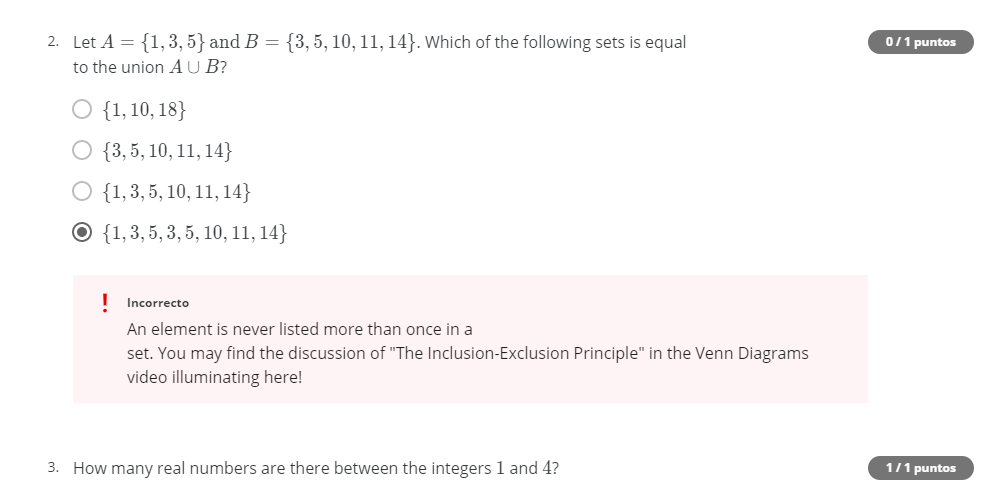 2. Let A = {1, 3, 5} and B = {3, 5, 10, 11, 14}. Which of the following sets is equal 0 / 1 puntos
to the union A ∪ B?
{1, 10, 18}
{3, 5, 10, 11, 14}
{1, 3, 5, 10, 11, 14}
{1, 3, 5, 3, 5, 10, 11, 14}
! Incorrecto
An element is never listed more than once in a
set. You may find the discussion of "The Inclusion-Exclusion Principle" in the Venn Diagrams
video illuminating here!
3. How many real numbers are there between the integers 1 and 4? 1 / 1 puntos